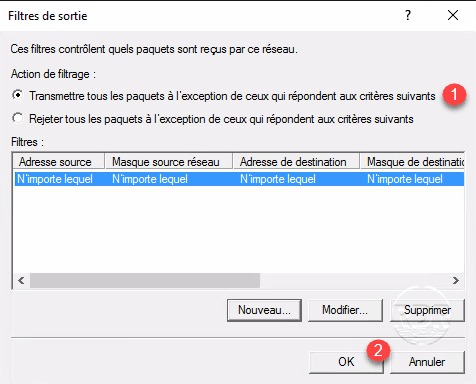 Filtres de sortie
? ×
Ces filtres contrôlent quels paquets sont reçus par ce réseau.
Action de filtrage :
Transmettre tous les paquets à l'exception de ceux qui répondent aux critères suivants
1
Rejeter tous les paquets à l'exception de ceux qui répondent aux critères suivants
Filtres :
Adresse source Masque source réseau Adresse de destination Masque de destinatio
N'importe lequel N'importe lequel N'importe lequel N'importe lequel
Nouveau... Modifier... Supprimer
2
OK Annuler